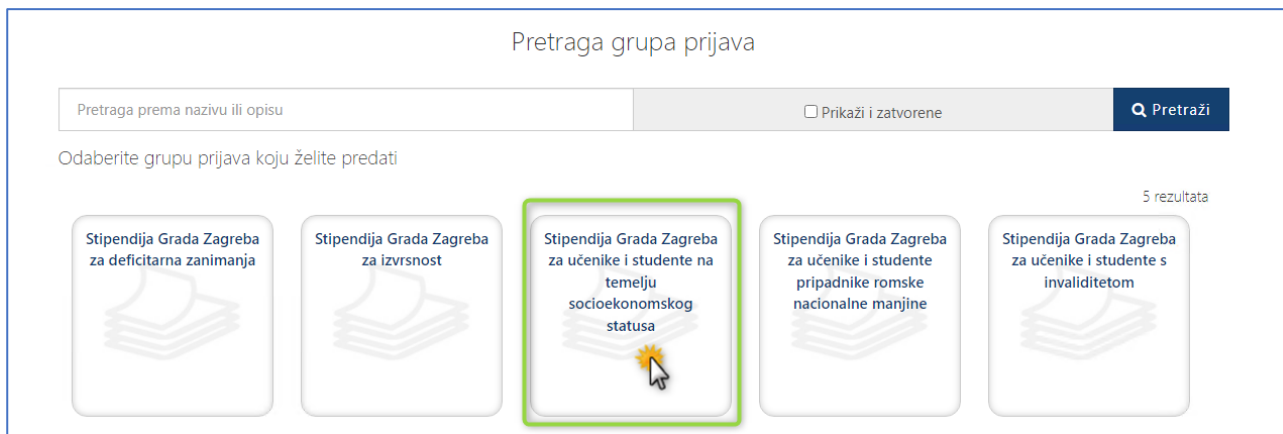 Pretraga grupa prijava
Pretraga prema nazivu ili opisu
Prikaži i zatvorene
Pretraži
Odaberite grupu prijava koju želite predati
5 rezultata
Stipendija Grada Zagreba
za deficitarna zanimanja
Stipendija Grada Zagreba
za izvrsnost
Stipendija Grada Zagreba
za učenike i studente na
temelju
socioekonomskog
statusa
Stipendija Grada Zagreba
za učenike i studente
pripadnike romske
nacionalne manjine
Stipendija Grada Zagreba
za učenike i studente s
invaliditetom